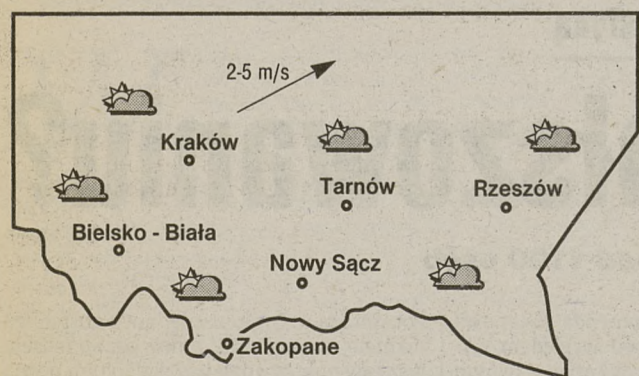 2-5 m/s
Kraków
Tarnów
Rzeszów
Bielsko - Biała
Nowy Sącz
Zakopane